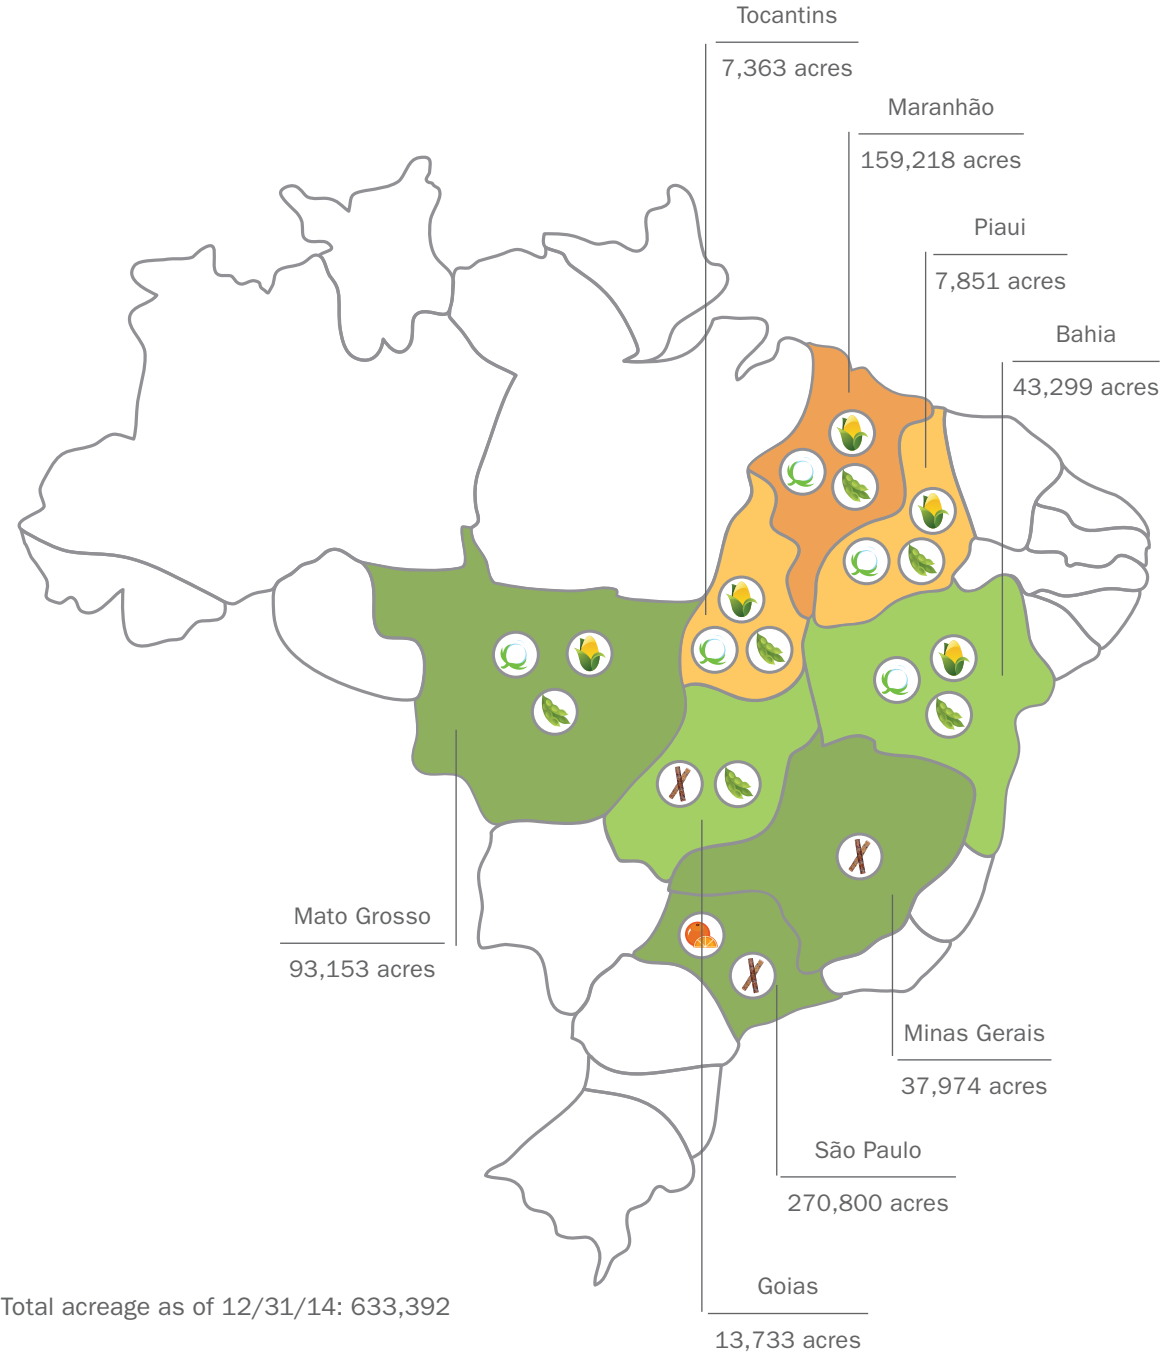 Tocantins
7,363 acres
Maranhão
159,218 acres
Piaui
7,851 acres
Bahia
43,299 acres
Mato Grosso
93,153 acres
Minas Gerais
37,974 acres
São Paulo
270,800 acres
Goias
13,733 acres
Total acreage as of 12/31/14: 633,392